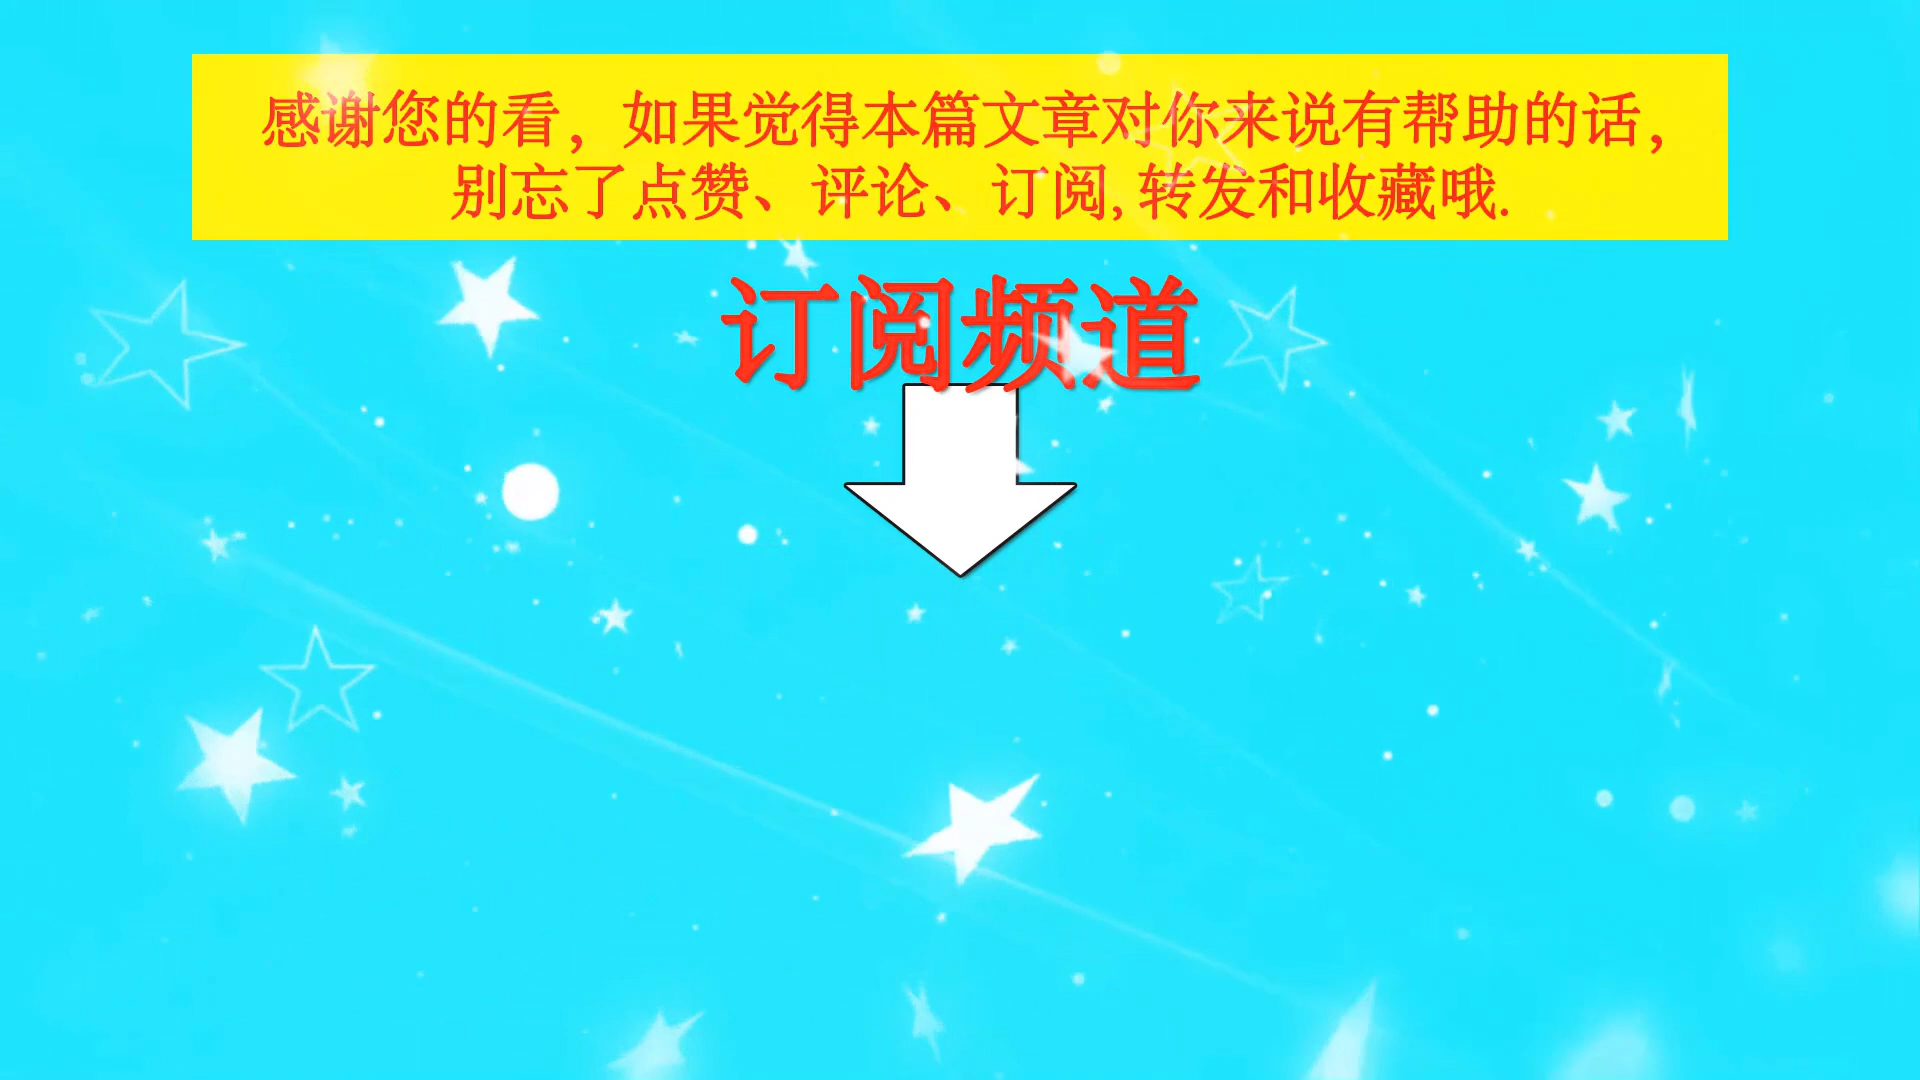 感谢您的看，如果觉得本篇文章对你来说有帮助的话，
别忘了点赞、评论、订阅,转发和收藏哦.
订阅频道